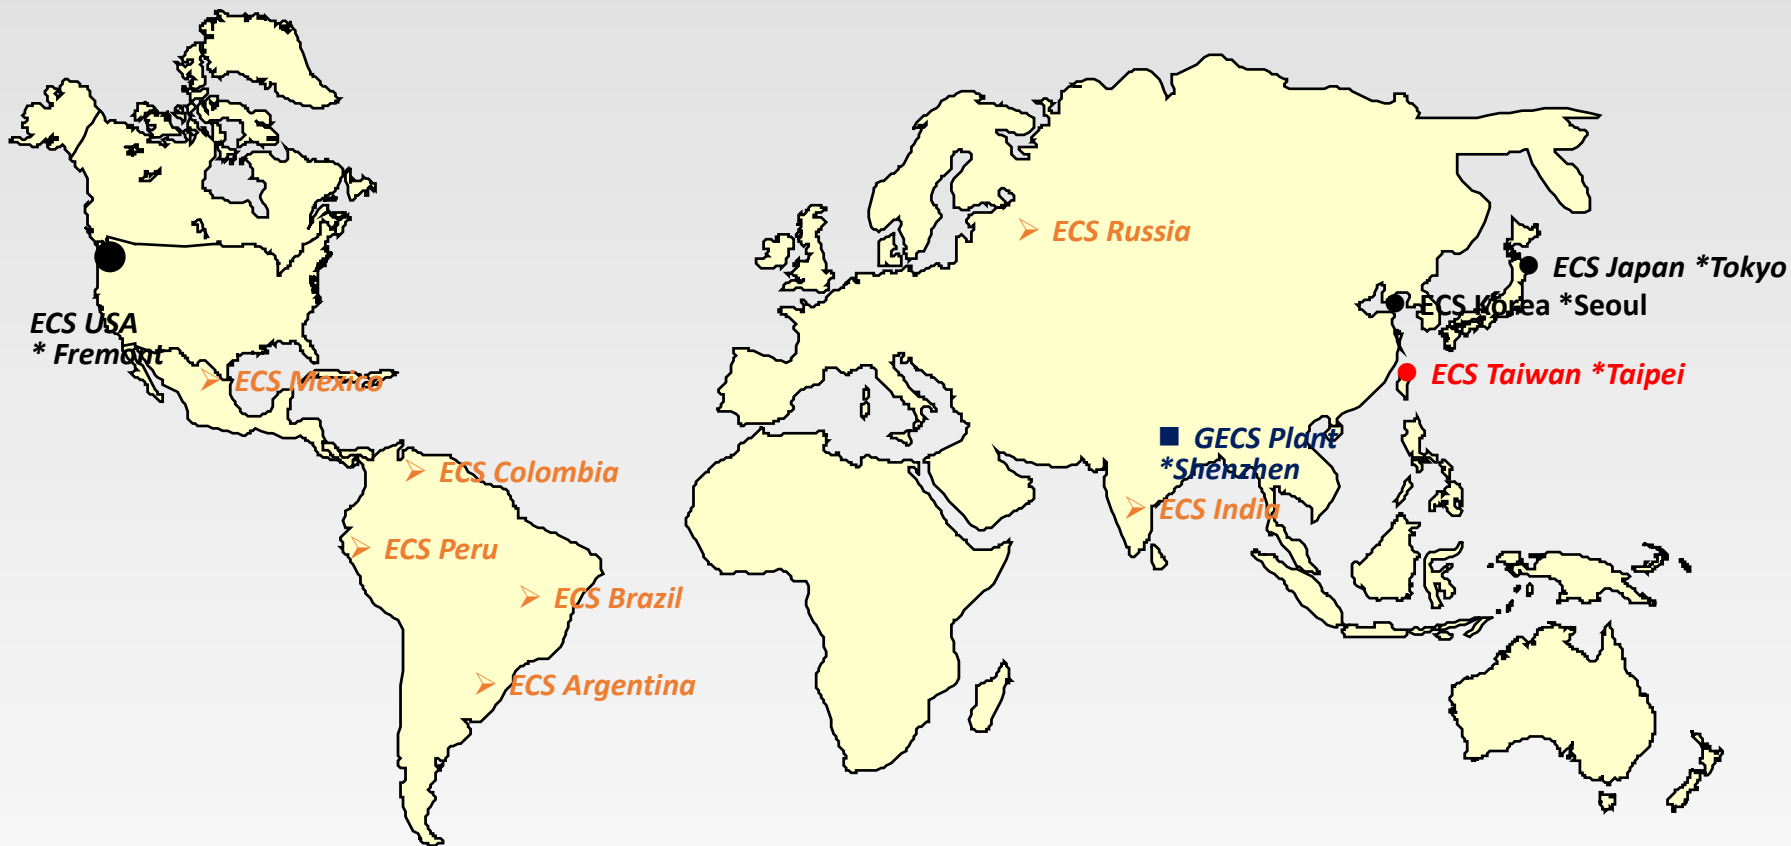 ECS Russia
ECS Japan *Tokyo
ECS Korea *Seoul
ECS USA
* Fremont
ECS Mexico
ECS Taiwan *Taipei
GECS Plant
*Shenzhen
ECS Colombia
ECS India
ECS Peru
ECS Brazil
ECS Argentina